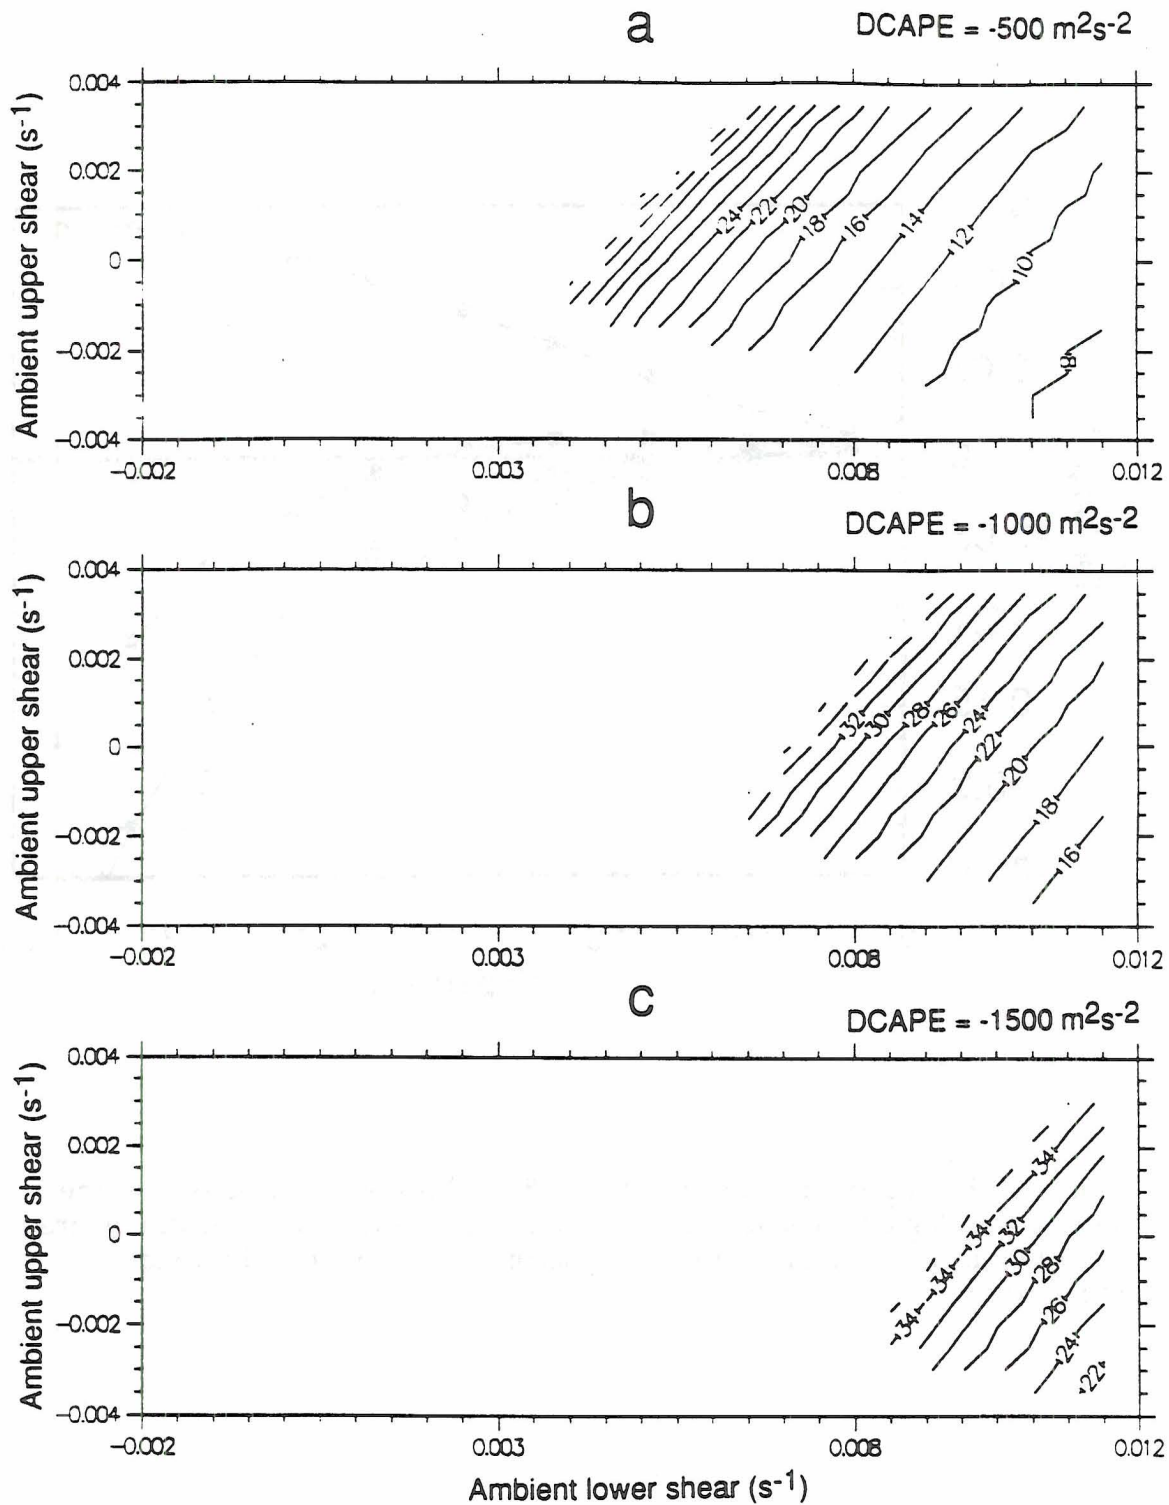 a
DCAPE = -500 m2s-2
Ambient upper shear (s-1)
0.004
0.002
0
-0.002
-0.004
24 22 20 18 16 14 12 10 8
-0.002 0.003 0.008 0.012
b
DCAPE = -1000 m2s-2
Ambient upper shear (s-1)
0.004
0.002
0
-0.002
-0.004
32 30 28 26 24 22 20 18 16
-0.002 0.003 0.008 0.012
c
DCAPE = -1500 m2s-2
Ambient upper shear (s-1)
0.004
0.002
0
-0.002
-0.004
34 34 34 34 32 30 28 26 24 22
-0.002 0.003 0.008 0.012
Ambient lower shear (s-1)